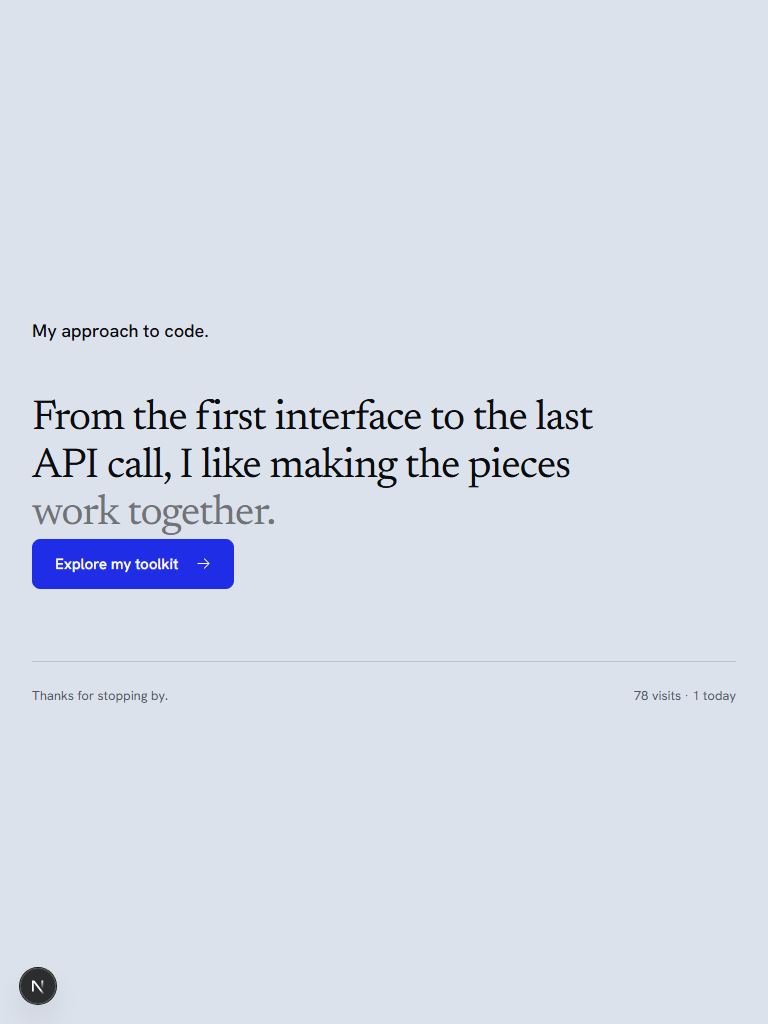 My approach to code.
From the first interface to the last
API call, I like making the pieces
work together.
Explore my toolkit →
Thanks for stopping by.
78 visits · 1 today
N